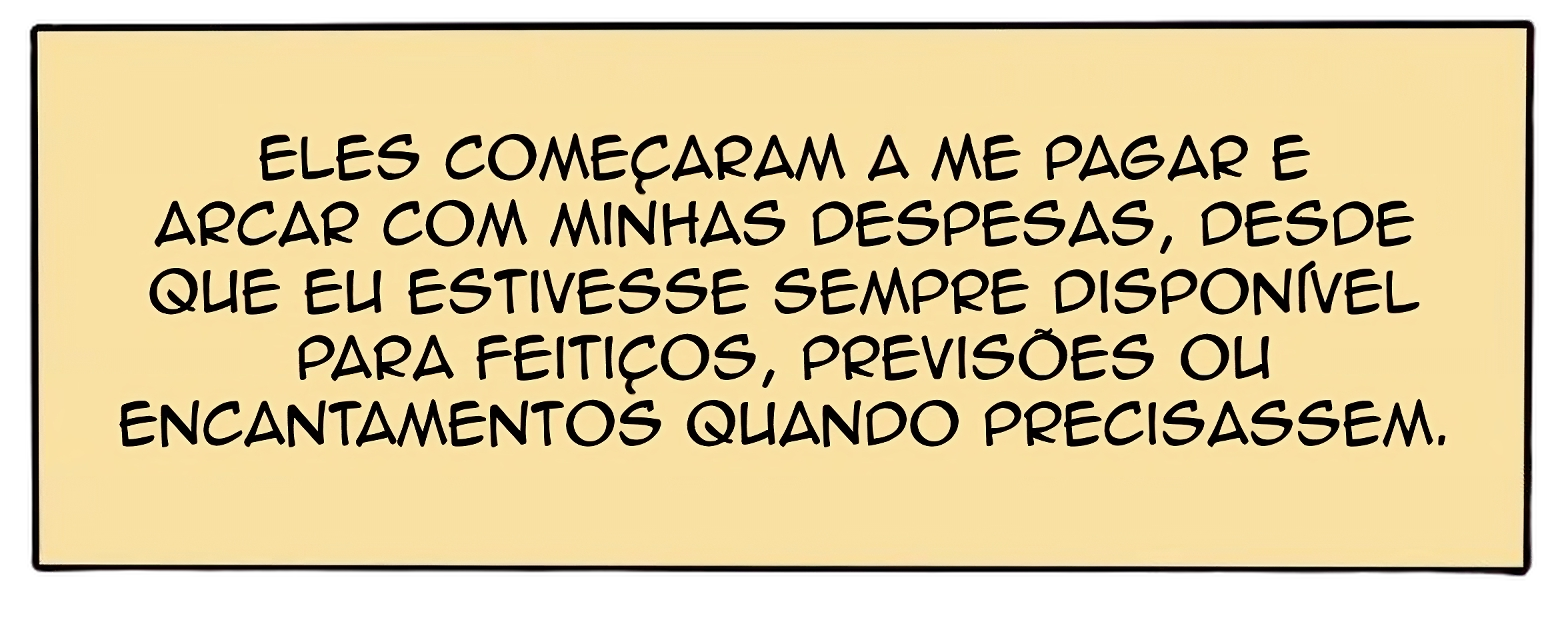 ELES COMEÇARAM A ME PAGAR E
ARCAR COM MINHAS DESPESAS, DESDE
QUE EU ESTIVESSE SEMPRE DISPONÍVEL
PARA FEITIÇOS, PREVISÕES OU
ENCANTAMENTOS QUANDO PRECISASSEM.